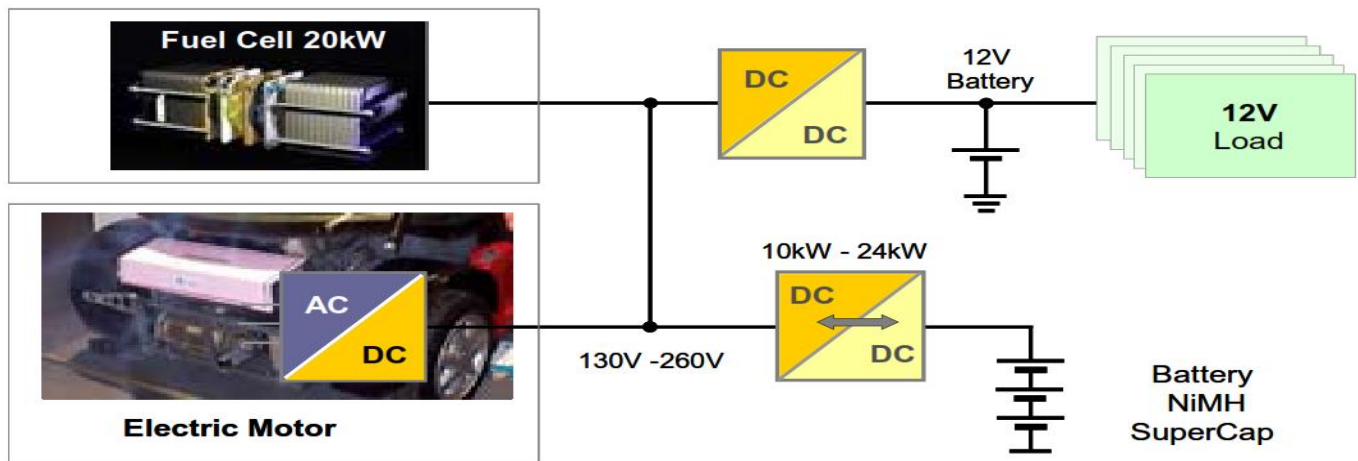 Fuel Cell 20kW
DC
DC
12V
Battery
12V
Load
AC
DC
Electric Motor
130V -260V
10kW - 24kW
DC
DC
Battery
NiMH
SuperCap